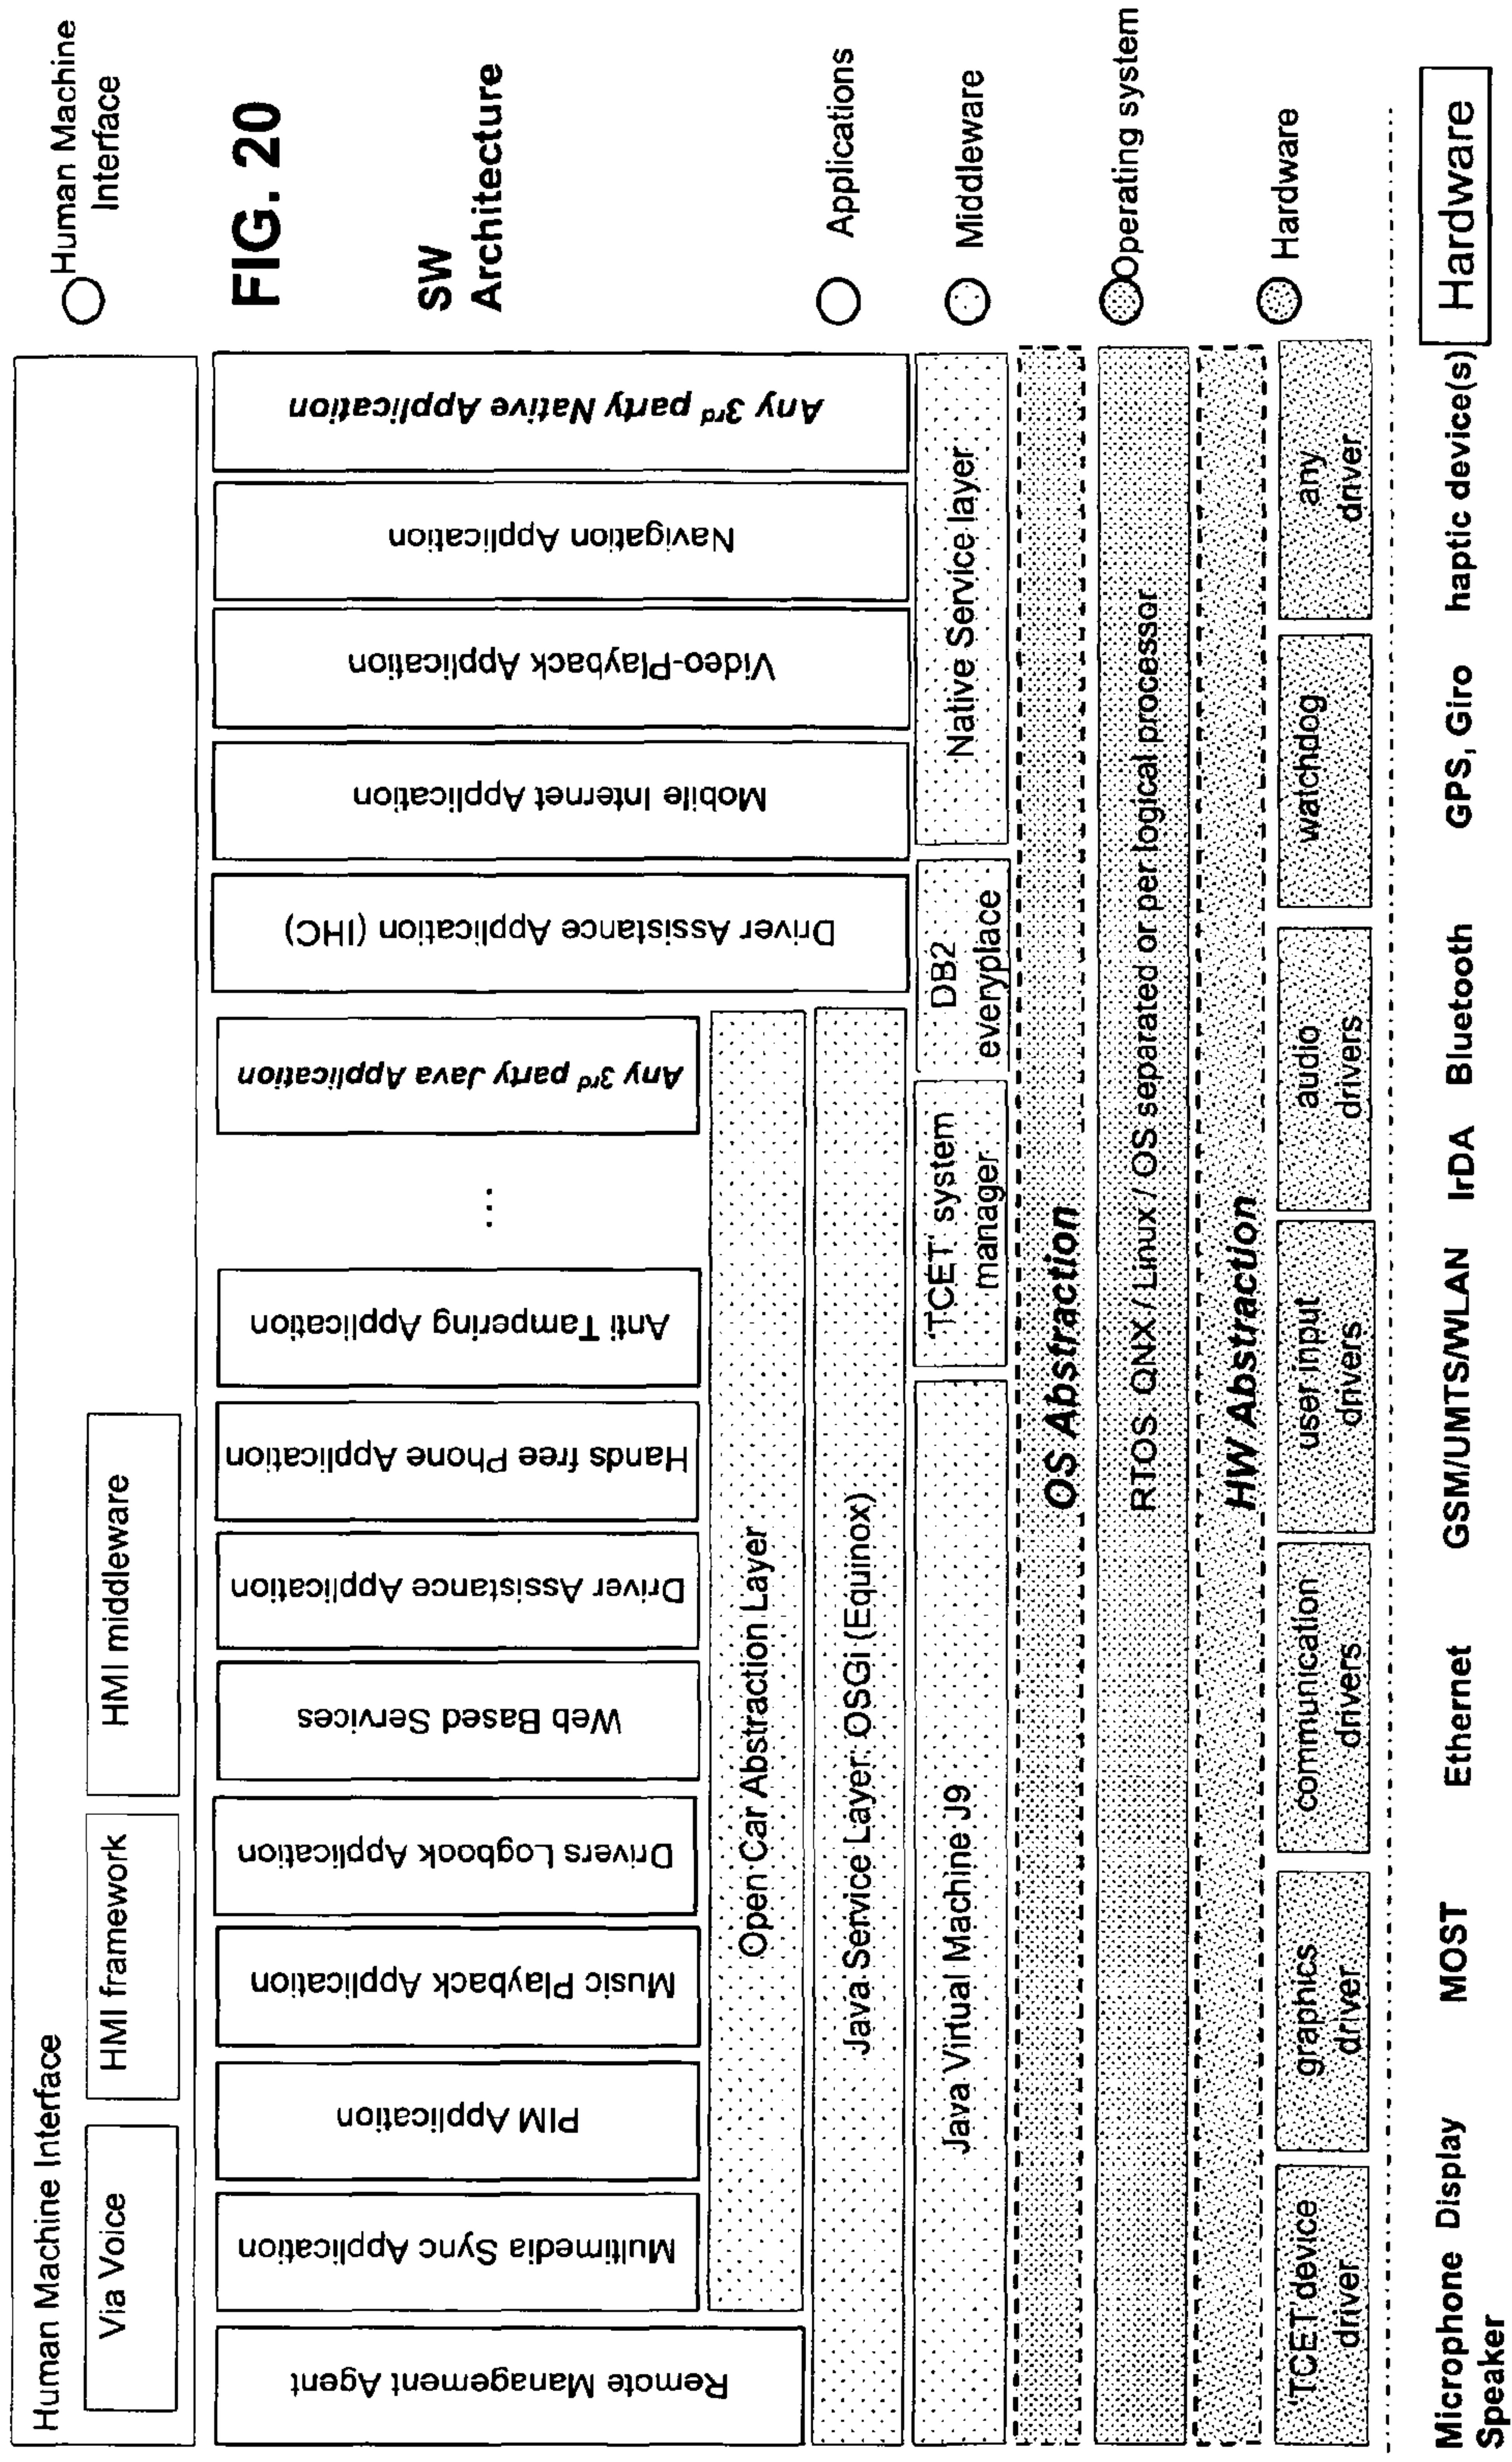 Human Machine Interface
Via Voice
HMI framework
HMI middleware
Human Machine
Interface
FIG. 20
SW
Architecture
Remote Management Agent
Multimedia Sync Application
PIM Application
Music Playback Application
Drivers Logbook Application
Web Based Services
Driver Assistance Application
Hands free Phone Application
Anti Tampering Application
...
Any 3rd party Java Application
Driver Assistance Application (IHC)
Mobile Internet Application
Video-Playback Application
Navigation Application
Any 3rd party Native Application
Applications
Open Car Abstraction Layer
Java Service Layer: OSGi (Equinox)
Java Virtual Machine J9
'TCET' system
manager
DB2
everyplace
Native Service layer
Middleware
OS Abstraction
RTOS QNX / Linux / OS separated or per logical processor
Operating system
HW Abstraction
'TCET' device
driver
graphics
driver
communication
drivers
user input
drivers
audio
drivers
watchdog
any
driver
Hardware
Microphone
Speaker
Display
MOST
Ethernet
GSM/UMTS/WLAN
IrDA
Bluetooth
GPS, Giro
haptic device(s)
Hardware